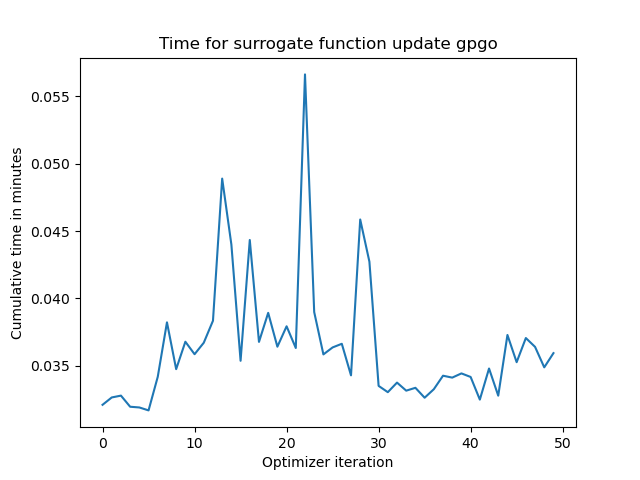 Time for surrogate function update gpgo
Cumulative time in minutes
0.055
0.050
0.045
0.040
0.035
0 10 20 30 40 50
Optimizer iteration